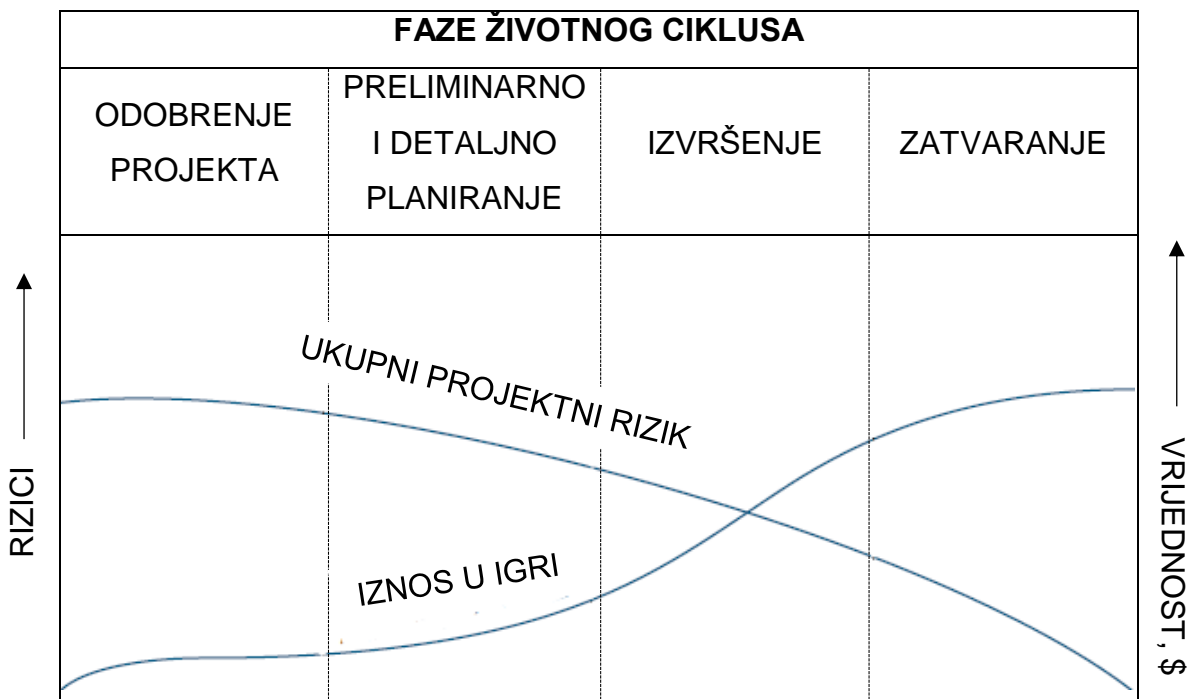 FAZE ŽIVOTNOG CIKLUSA
ODOBRENJE
PROJEKTA
PRELIMINARNO
I DETALJNO
PLANIRANJE
IZVRŠENJE
ZATVARANJE
RIZICI
UKUPNI PROJEKTNI RIZIK
IZNOS U IGRI
VRIJEDNOST, $